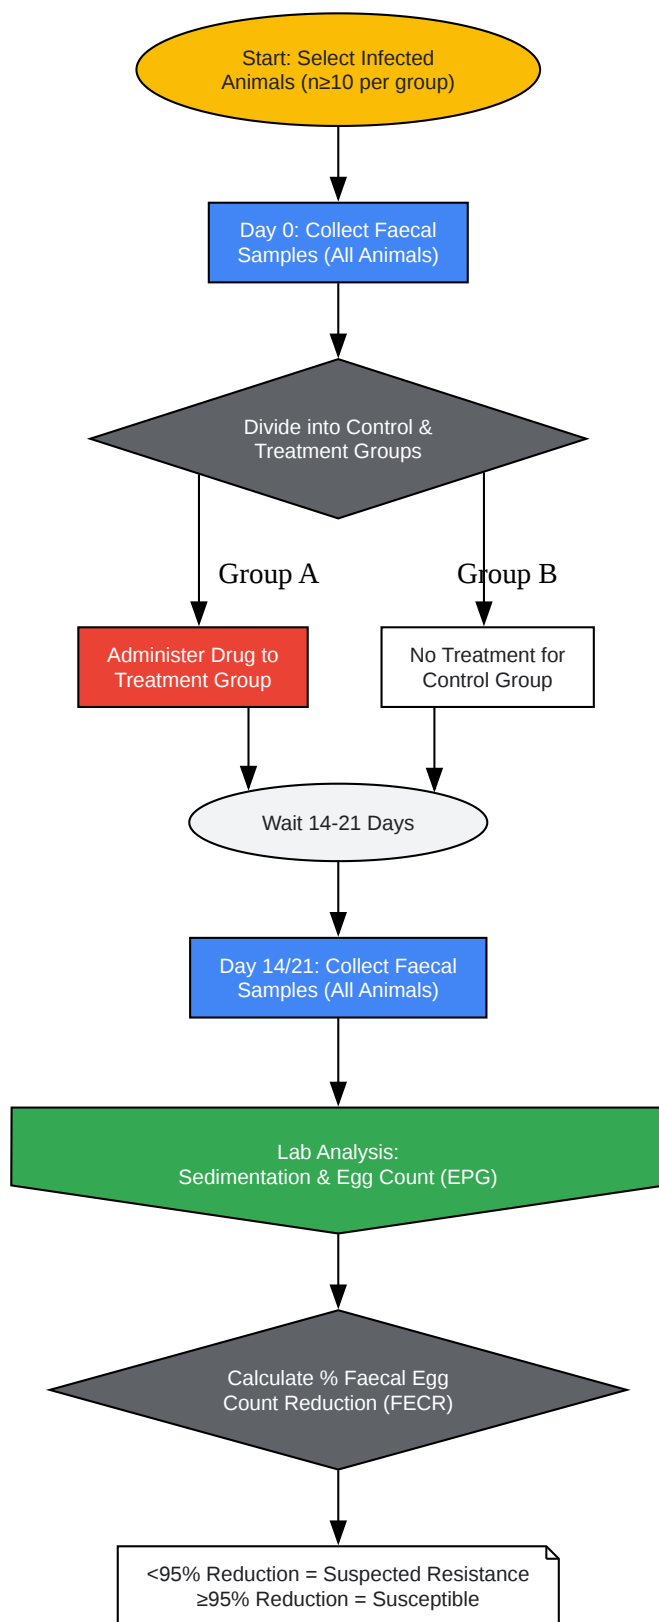 Start: Select Infected
Animals (n≥10 per group)
Day 0: Collect Faecal
Samples (All Animals)
Divide into Control &
Treatment Groups
Group A
Group B
Administer Drug to
Treatment Group
No Treatment for
Control Group
Wait 14-21 Days
Day 14/21: Collect Faecal
Samples (All Animals)
Lab Analysis:
Sedimentation & Egg Count (EPG)
Calculate % Faecal Egg
Count Reduction (FECR)
<95% Reduction = Suspected Resistance
≥95% Reduction = Susceptible